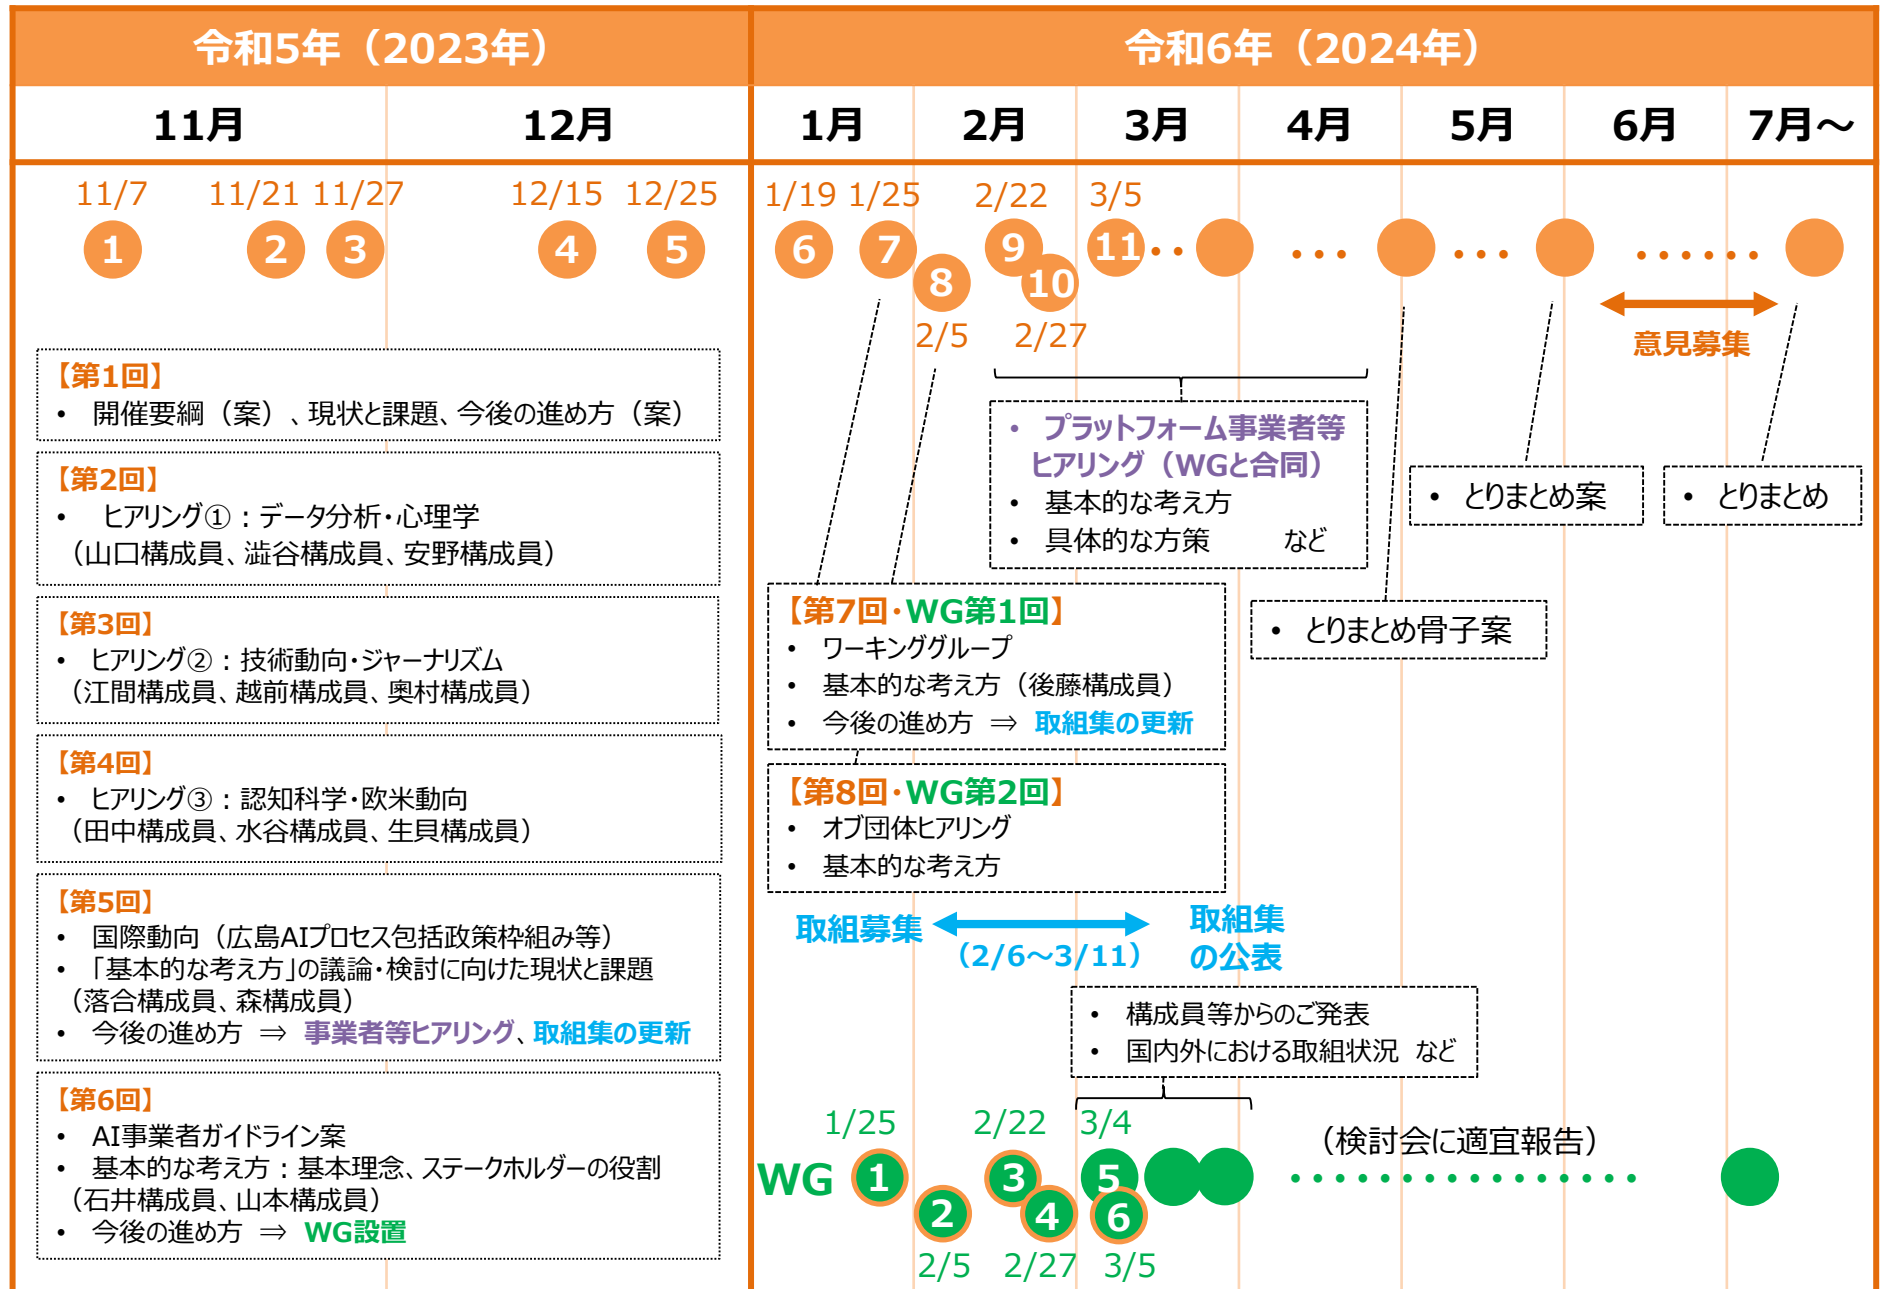 令和5年（2023年）
令和6年（2024年）
11月
12月
1月
2月
3月
4月
5月
6月
7月～
11/7
11/21
11/27
12/15
12/25
1/19
1/25
2/22
3/5
1
2
3
4
5
6
7
8
9
10
11
2/5
2/27
意見募集
【第1回】
• 開催要綱（案）、現状と課題、今後の進め方（案）
【第2回】
• ヒアリング①：データ分析・心理学
（山口構成員、澁谷構成員、安野構成員）
【第3回】
• ヒアリング②：技術動向・ジャーナリズム
（江間構成員、越前構成員、奥村構成員）
【第4回】
• ヒアリング③：認知科学・欧米動向
（田中構成員、水谷構成員、生貝構成員）
【第5回】
• 国際動向（広島AIプロセス包括政策枠組み等）
• 「基本的な考え方」の議論・検討に向けた現状と課題
（落合構成員、森構成員）
• 今後の進め方 ⇒ 事業者等ヒアリング、取組集の更新
【第6回】
• AI事業者ガイドライン案
• 基本的な考え方：基本理念、ステークホルダーの役割
（石井構成員、山本構成員）
• 今後の進め方 ⇒ WG設置
• プラットフォーム事業者等
ヒアリング（WGと合同）
• 基本的な考え方
• 具体的な方策 など
• とりまとめ案
• とりまとめ
• とりまとめ骨子案
【第7回・WG第1回】
• ワーキンググループ
• 基本的な考え方（後藤構成員）
• 今後の進め方 ⇒ 取組集の更新
【第8回・WG第2回】
• オブ団体ヒアリング
• 基本的な考え方
取組募集
（2/6～3/11）
取組集
の公表
• 構成員等からのご発表
• 国内外における取組状況 など
1/25
2/22
3/4
（検討会に適宜報告）
WG
1
2
3
4
5
6
2/5
2/27
3/5